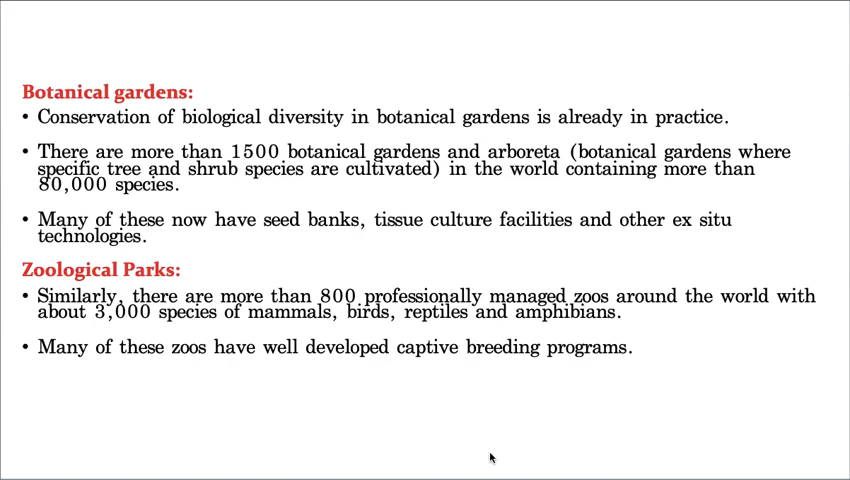 Botanical gardens:
• Conservation of biological diversity in botanical gardens is already in practice.
• There are more than 1500 botanical gardens and arboreta (botanical gardens where
specific tree and shrub species are cultivated) in the world containing more than
80,000 species.
• Many of these now have seed banks, tissue culture facilities and other ex situ
technologies.
Zoological Parks:
• Similarly, there are more than 800 professionally managed zoos around the world with
about 3,000 species of mammals, birds, reptiles and amphibians.
• Many of these zoos have well developed captive breeding programs.